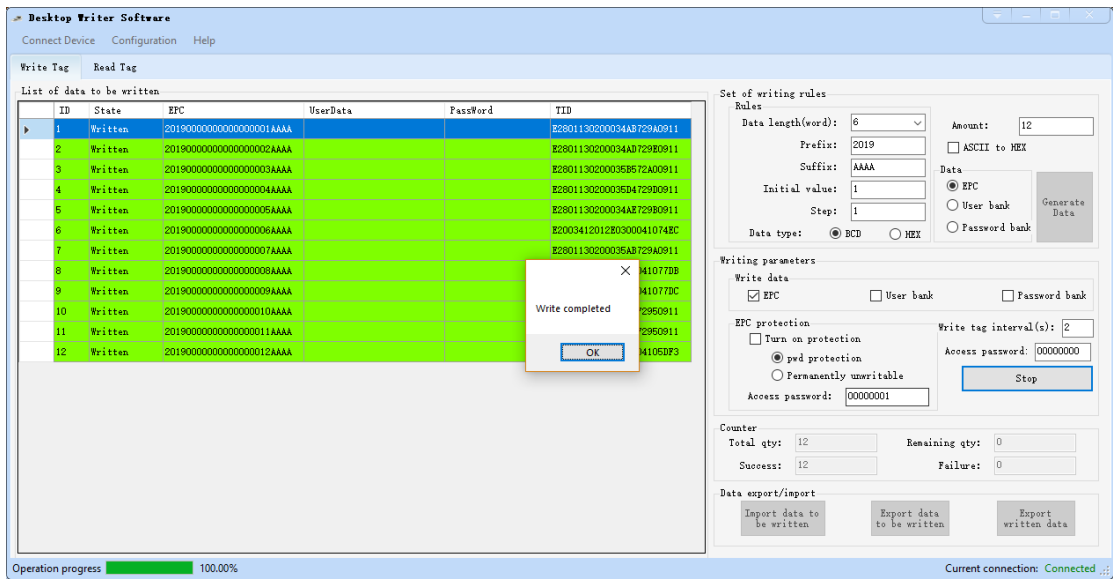 Desktop Writer Software
Connect Device Configuration Help
Write Tag Read Tag
List of data to be written
ID State EPC UserData PassWord TID
1 Written 20190000000000000001AAAA E2801130200034AB729A0911
2 Written 20190000000000000002AAAA E2801130200034AD729E0911
3 Written 20190000000000000003AAAA E2801130200035B572A00911
4 Written 20190000000000000004AAAA E2801130200035D4729D0911
5 Written 20190000000000000005AAAA E2801130200034AE729B0911
6 Written 20190000000000000006AAAA E2003412012E0300041074EC
7 Written 20190000000000000007AAAA E2801130200035AB729A0911
8 Written 20190000000000000008AAAA 041077DB
9 Written 20190000000000000009AAAA 041077DC
10 Written 20190000000000000010AAAA 72950911
11 Written 20190000000000000011AAAA 72950911
12 Written 20190000000000000012AAAA 04105DF3
Write completed
OK
Set of writing rules
Rules
Data length(word): 6 Amount: 12
Prefix: 2019 ASCII to HEX
Suffix: AAAA Data
Initial value: 1 EPC
Step: 1 User bank
Data type: BCD HEX Password bank
Generate
Data
Writing parameters
Write data
EPC User bank Password bank
EPC protection Write tag interval(s): 2
Turn on protection
pwd protection Access password: 00000000
Permanently unwritable Stop
Access password: 00000001
Counter
Total qty: 12 Remaining qty: 0
Success: 12 Failure: 0
Data export/import
Import data to
be written
Export data
to be written
Export
written data
Operation progress 100.00% Current connection: Connected